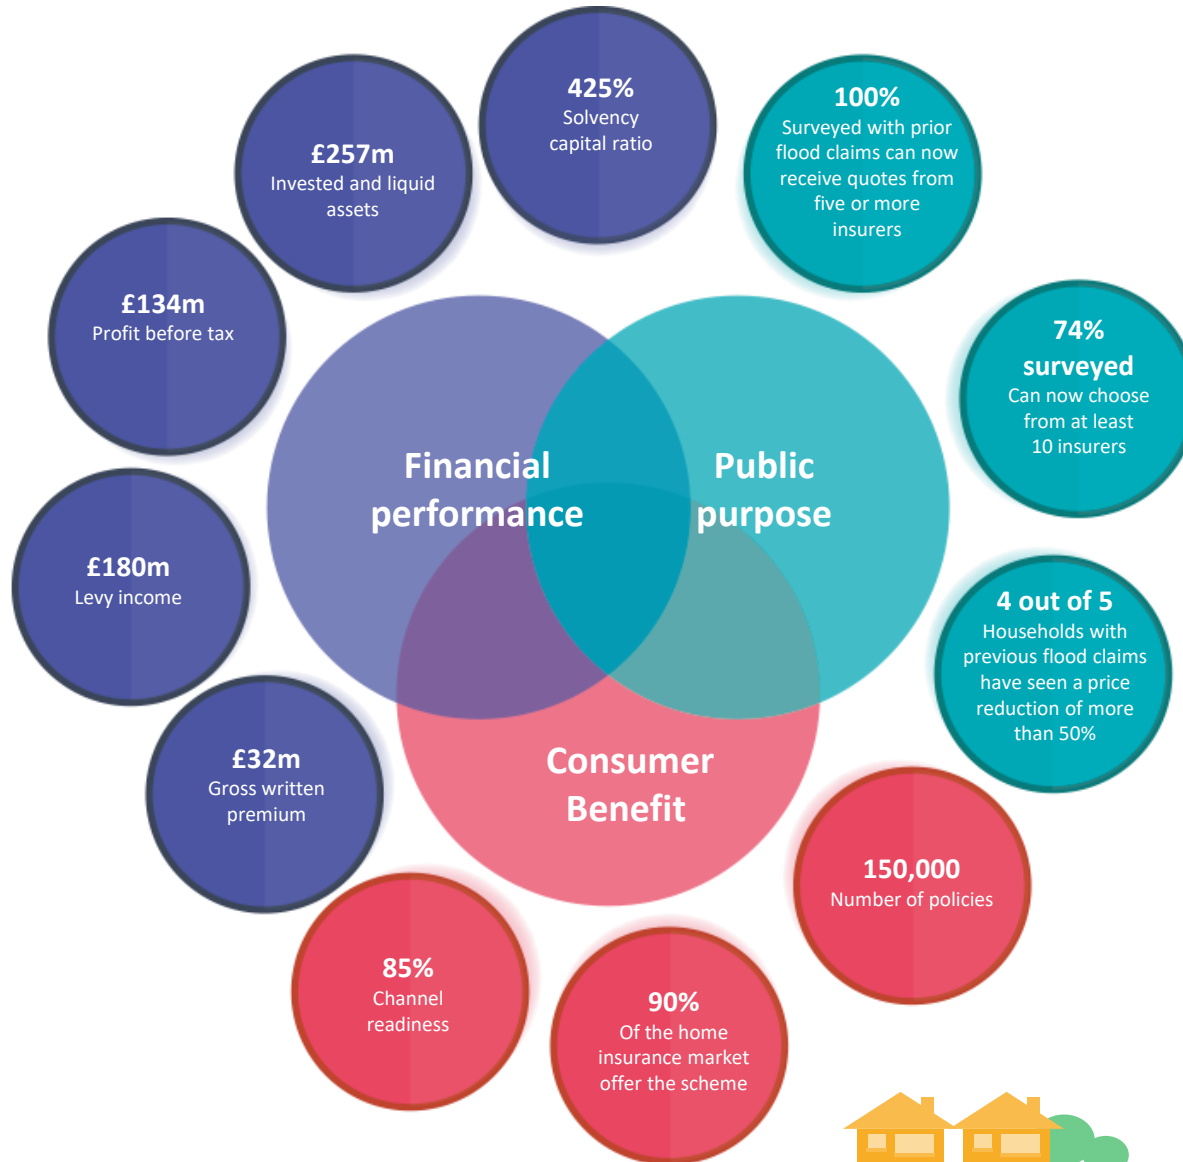 425%
Solvency
capital ratio
100%
Surveyed with prior
flood claims can now
receive quotes from
five or more
insurers
£257m
Invested and liquid
assets
£134m
Profit before tax
74%
surveyed
Can now choose
from at least
10 insurers
Financial
performance
Public
purpose
£180m
Levy income
4 out of 5
Households with
previous flood claims
have seen a price
reduction of more
than 50%
£32m
Gross written
premium
Consumer
Benefit
150,000
Number of policies
85%
Channel
readiness
90%
Of the home
insurance market
offer the scheme